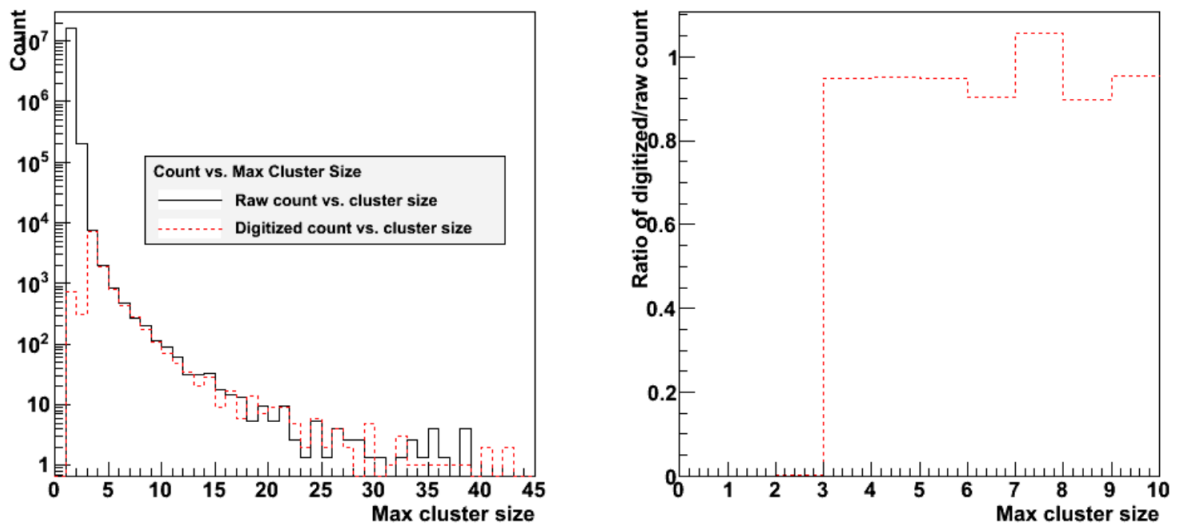 Count
10⁷
10⁶
10⁵
10⁴
10³
10²
10
1
0 5 10 15 20 25 30 35 40 45
Max cluster size
Count vs. Max Cluster Size
Raw count vs. cluster size
Digitized count vs. cluster size
Ratio of digitized/raw count
1
0.8
0.6
0.4
0.2
0
0 1 2 3 4 5 6 7 8 9 10
Max cluster size